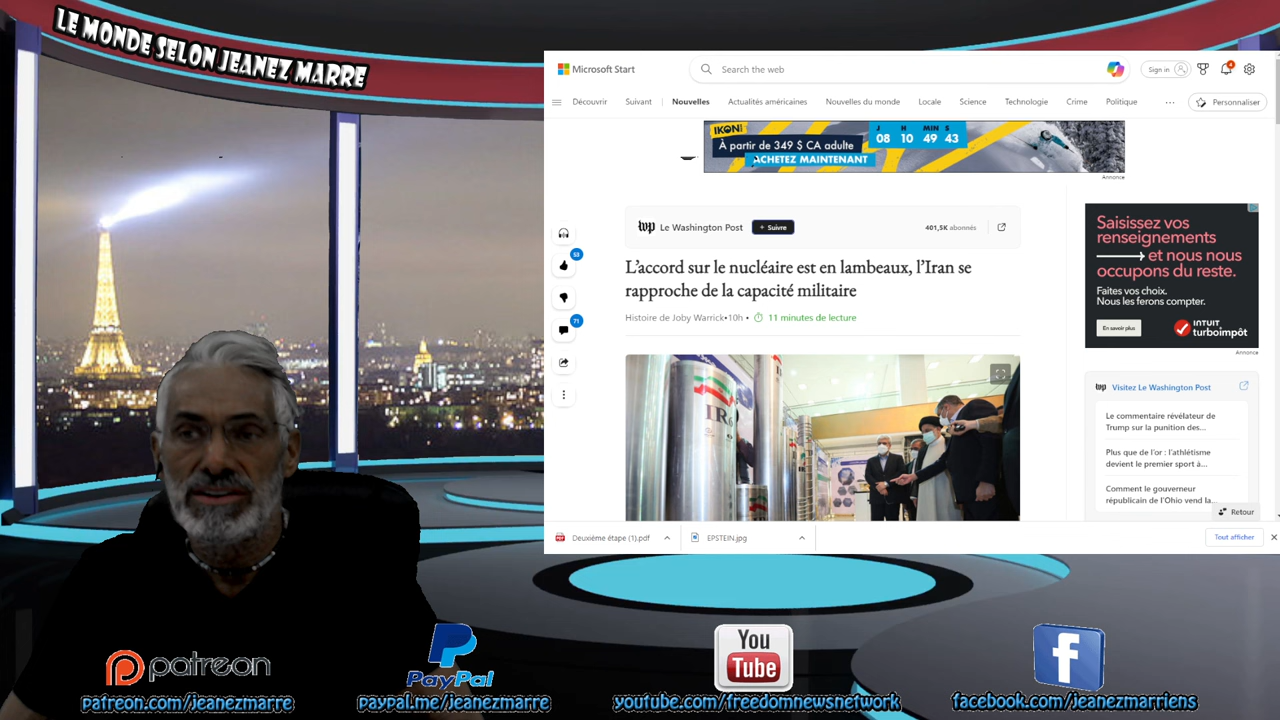 LE MONDE SELON JEANEZ MARRE
Microsoft Start
Search the web
Sign in
4
Découvrir
Suivant
Nouvelles
Actualités américaines
Nouvelles du monde
Locale
Science
Technologie
Crime
Politique
...
Personnaliser
IKON!
À partir de 349 $ CA adulte
ACHETEZ MAINTENANT
J H MIN S
08 10 49 43
Annonce
wp Le Washington Post
+ Suivre
401,5K abonnés
53
71
L'accord sur le nucléaire est en lambeaux, l'Iran se
rapproche de la capacité militaire
Histoire de Joby Warrick•10h •
11 minutes de lecture
IR6
Saisissez vos
renseignements
et nous nous
occupons du reste.
Faites vos choix.
Nous les ferons compter.
En savoir plus
INTUIT
turboimpôt
Annonce
wp Visitez Le Washington Post
Le commentaire révélateur de
Trump sur la punition des...
Plus que de l'or : l'athlétisme
devient le premier sport à...
Comment le gouverneur
républicain de l'Ohio vend la...
Retour
PDF Deuxième étape (1).pdf
EPSTEIN.jpg
Tout afficher
patreon
patreon.com/jeanezmarre
PayPal
paypal.me/jeanezmarre
You
Tube
youtube.com/freedomnewsnetwork
f
facebook.com/jeanezmarriens